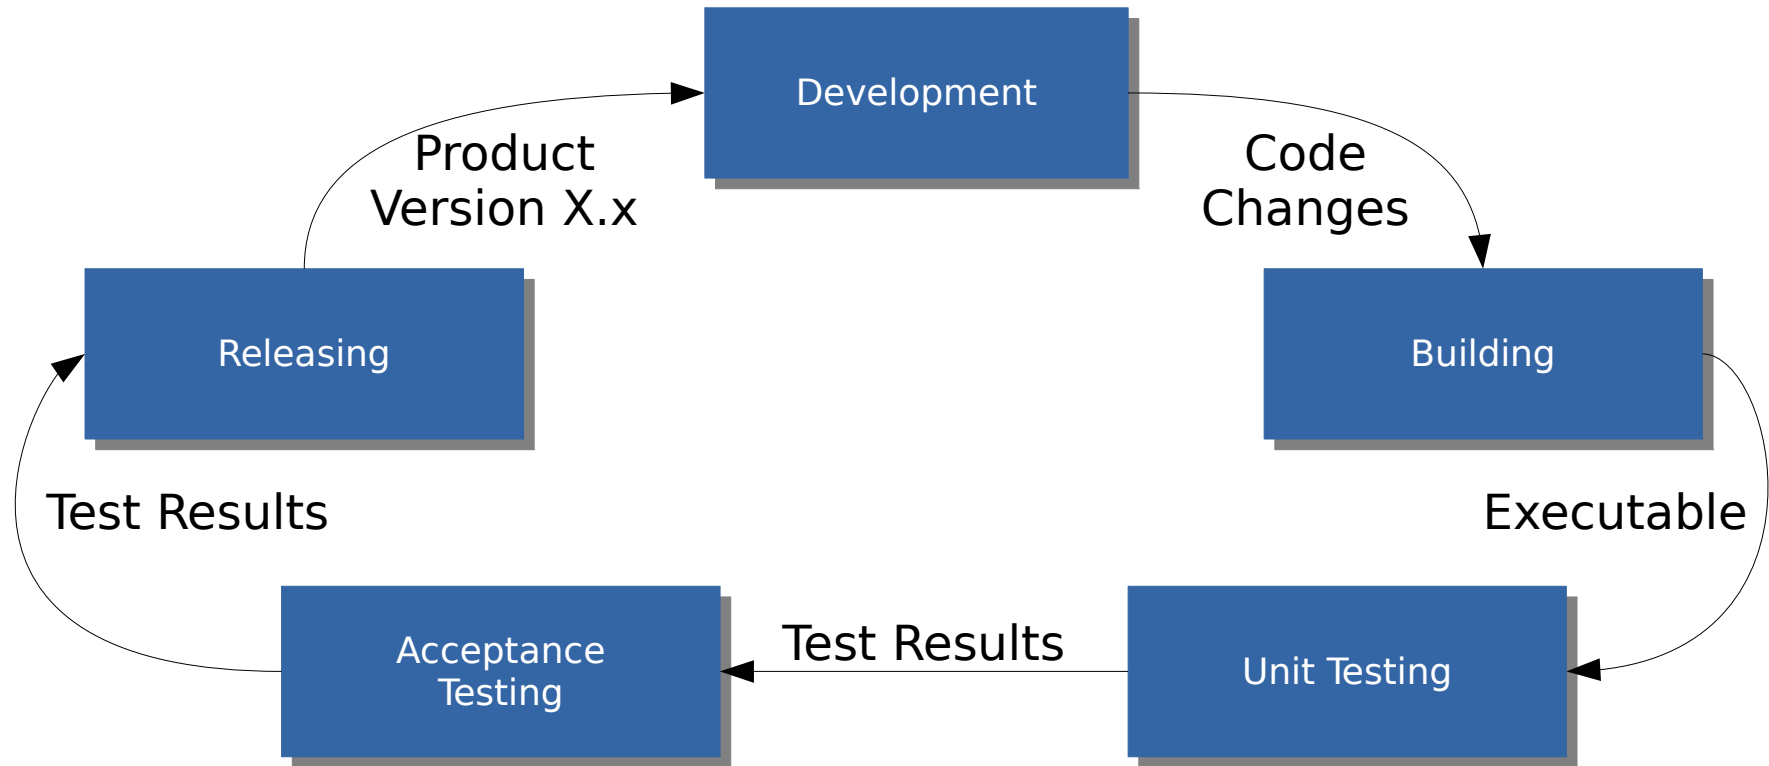 Development
Product
Version X.x
Code
Changes
Releasing
Building
Test Results
Executable
Acceptance
Testing
Test Results
Unit Testing